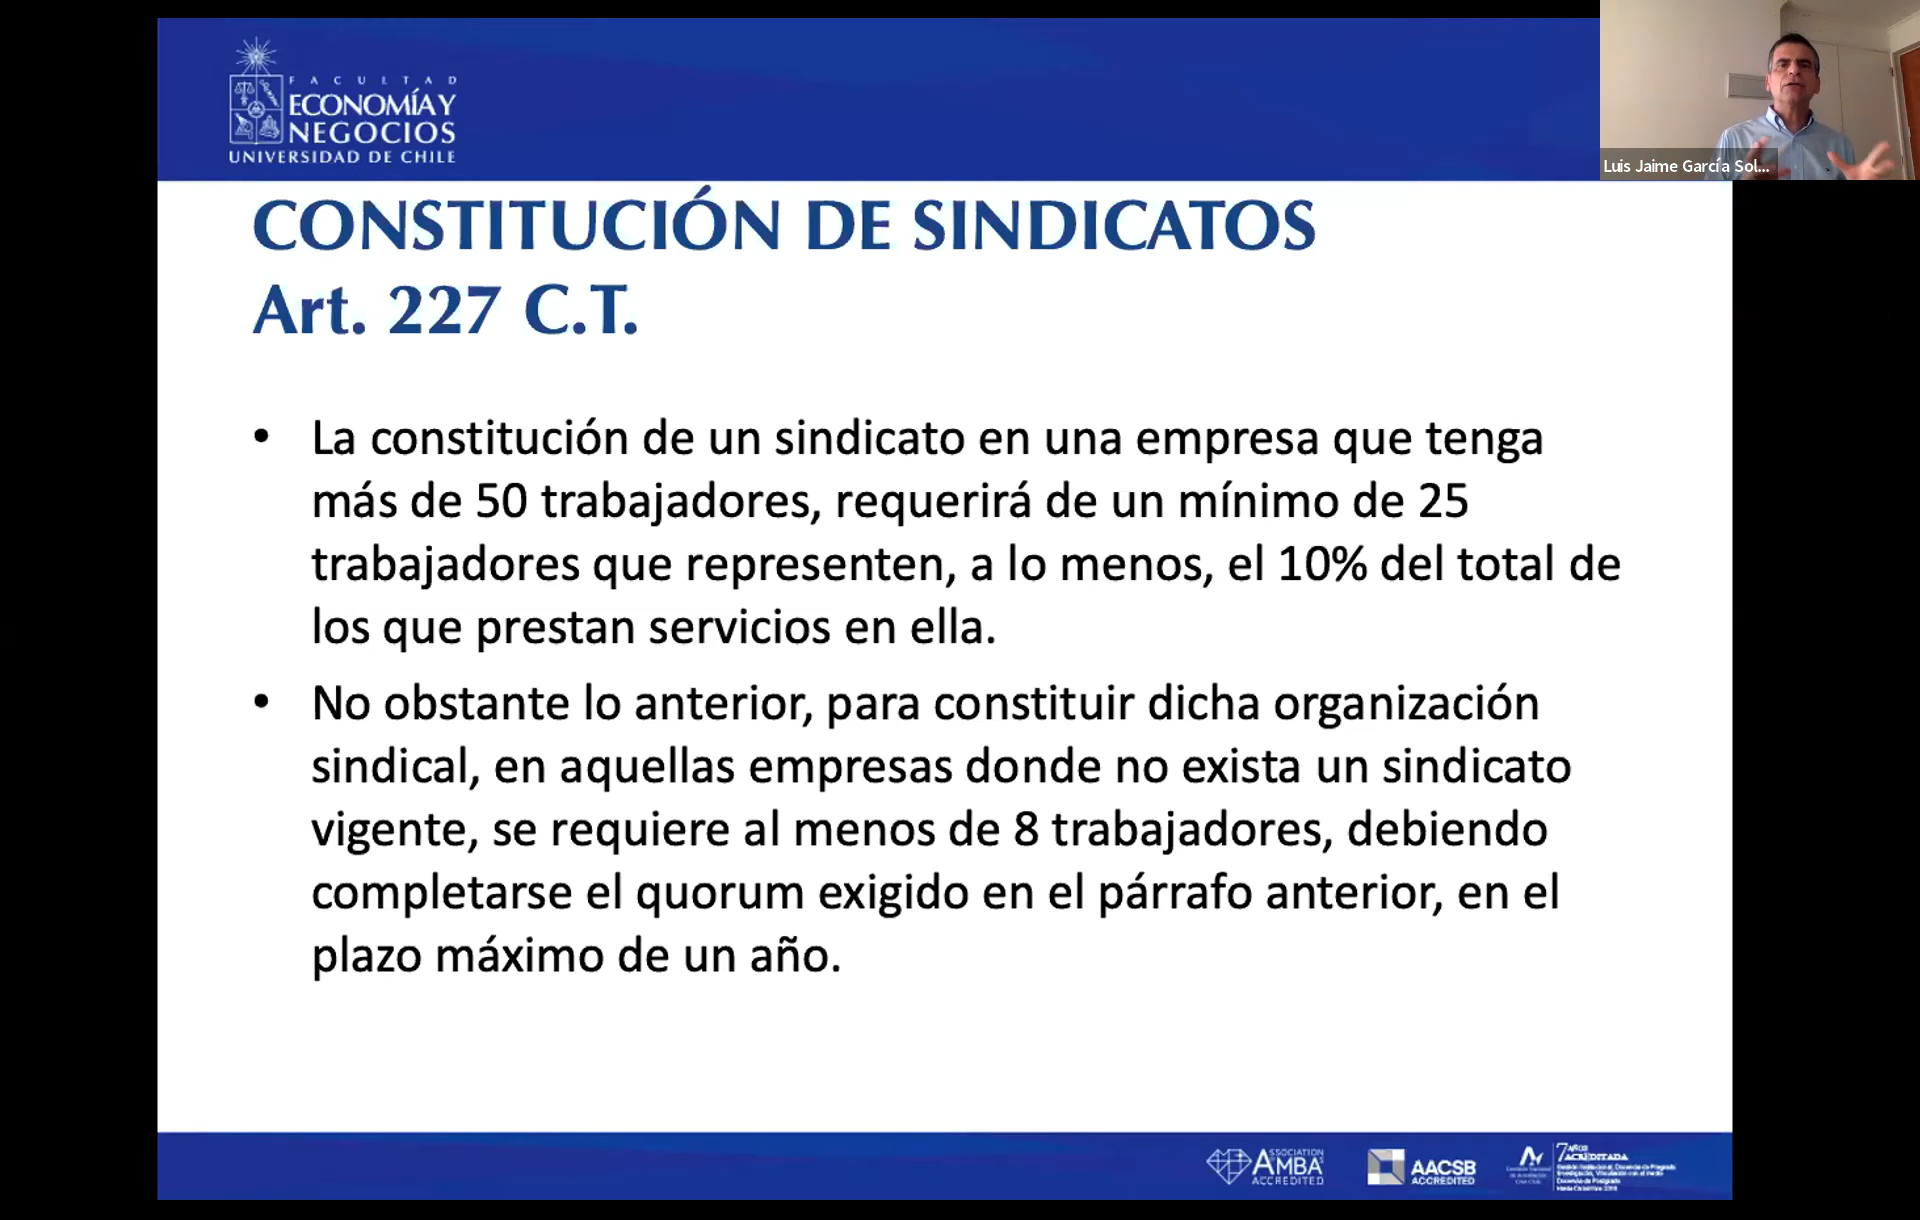 FACULTAD
ECONOMÍA Y
NEGOCIOS
UNIVERSIDAD DE CHILE
Luis Jaime García Sol...
CONSTITUCIÓN DE SINDICATOS
Art. 227 C.T.
• La constitución de un sindicato en una empresa que tenga
más de 50 trabajadores, requerirá de un mínimo de 25
trabajadores que representen, a lo menos, el 10% del total de
los que prestan servicios en ella.
• No obstante lo anterior, para constituir dicha organización
sindical, en aquellas empresas donde no exista un sindicato
vigente, se requiere al menos de 8 trabajadores, debiendo
completarse el quorum exigido en el párrafo anterior, en el
plazo máximo de un año.
ASSOCIATION
AMBA
ACCREDITED
AACSB
ACCREDITED
7 AÑOS
ACREDITADA